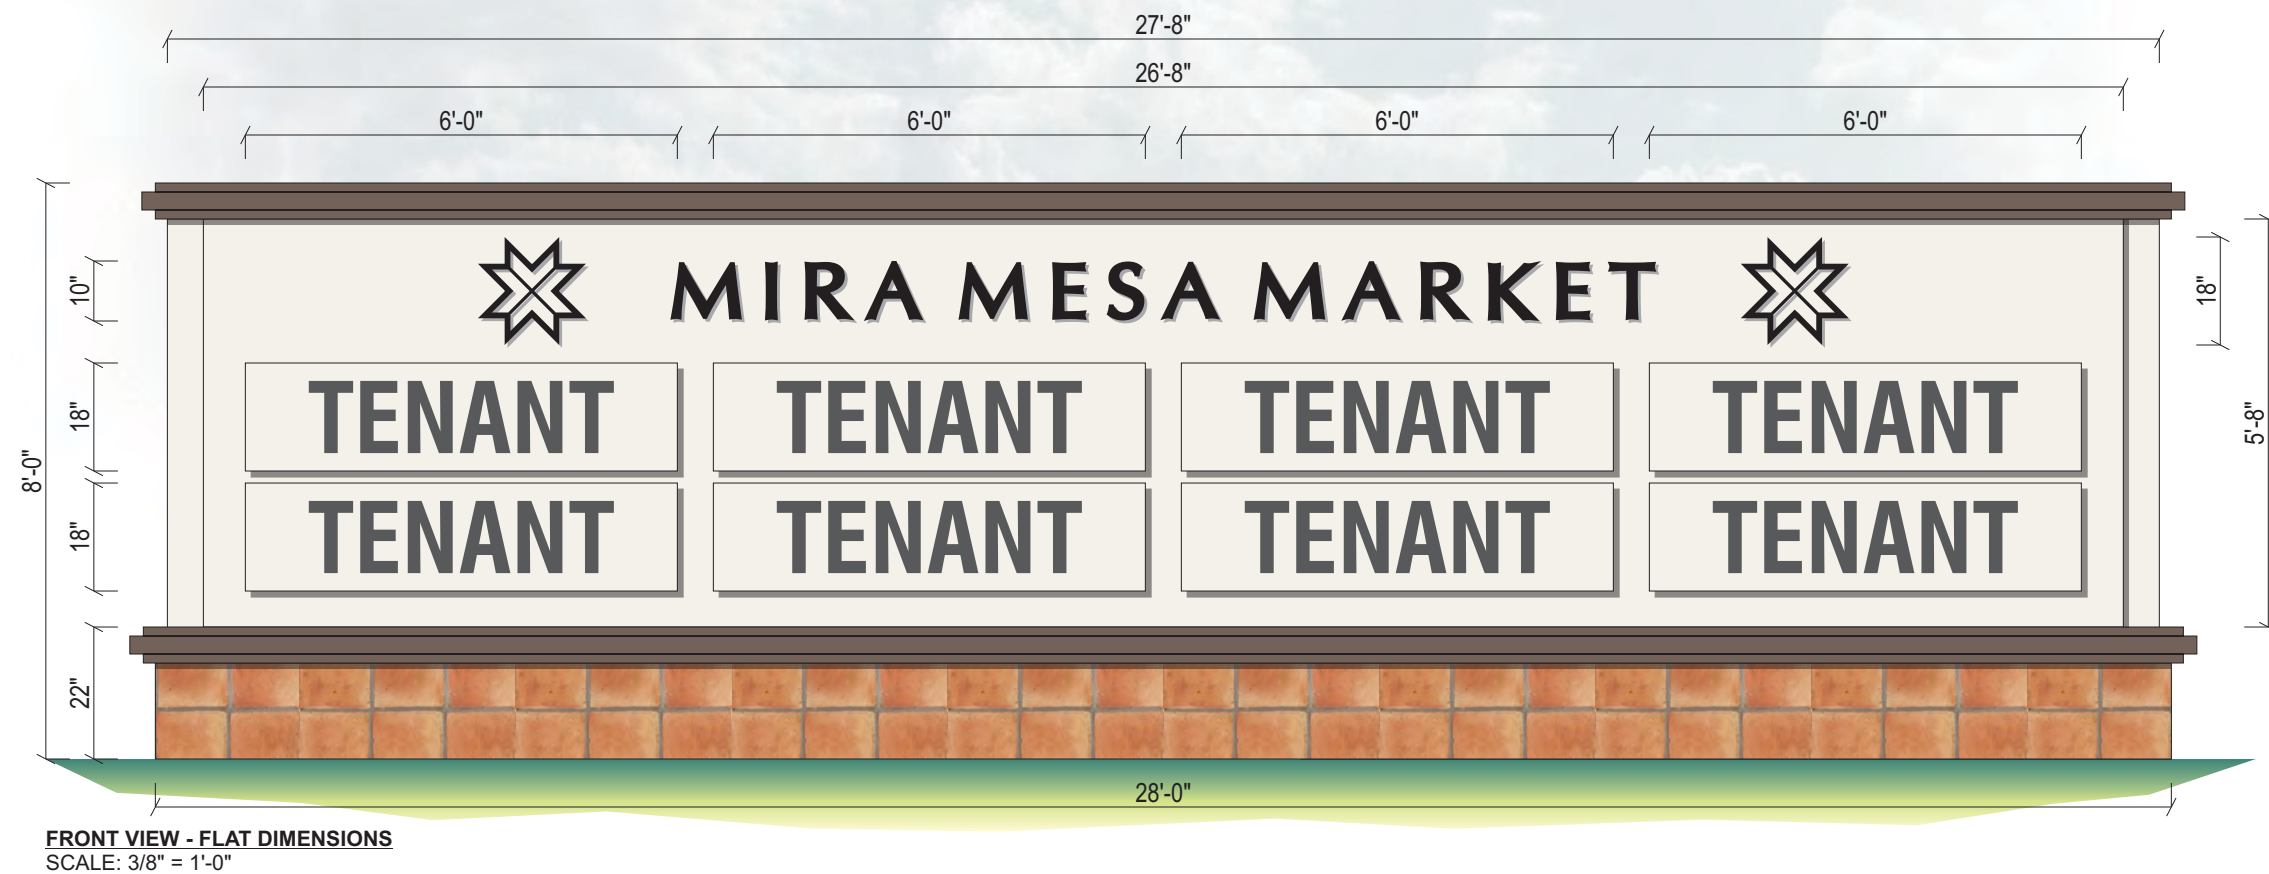 27'-8"
26'-8"
6'-0" 6'-0" 6'-0" 6'-0"
10"
MIRA MESA MARKET
18"
18"
TENANT TENANT TENANT TENANT
5'-8"
8'-0"
18"
TENANT TENANT TENANT TENANT
22"
28'-0"
FRONT VIEW - FLAT DIMENSIONS
SCALE: 3/8" = 1'-0"